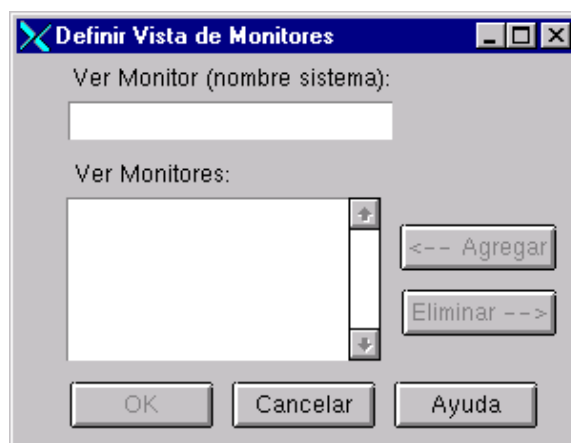 Definir Vista de Monitores
Ver Monitor (nombre sistema):
Ver Monitores:
<-- Agregar
Eliminar -->
OK
Cancelar
Ayuda